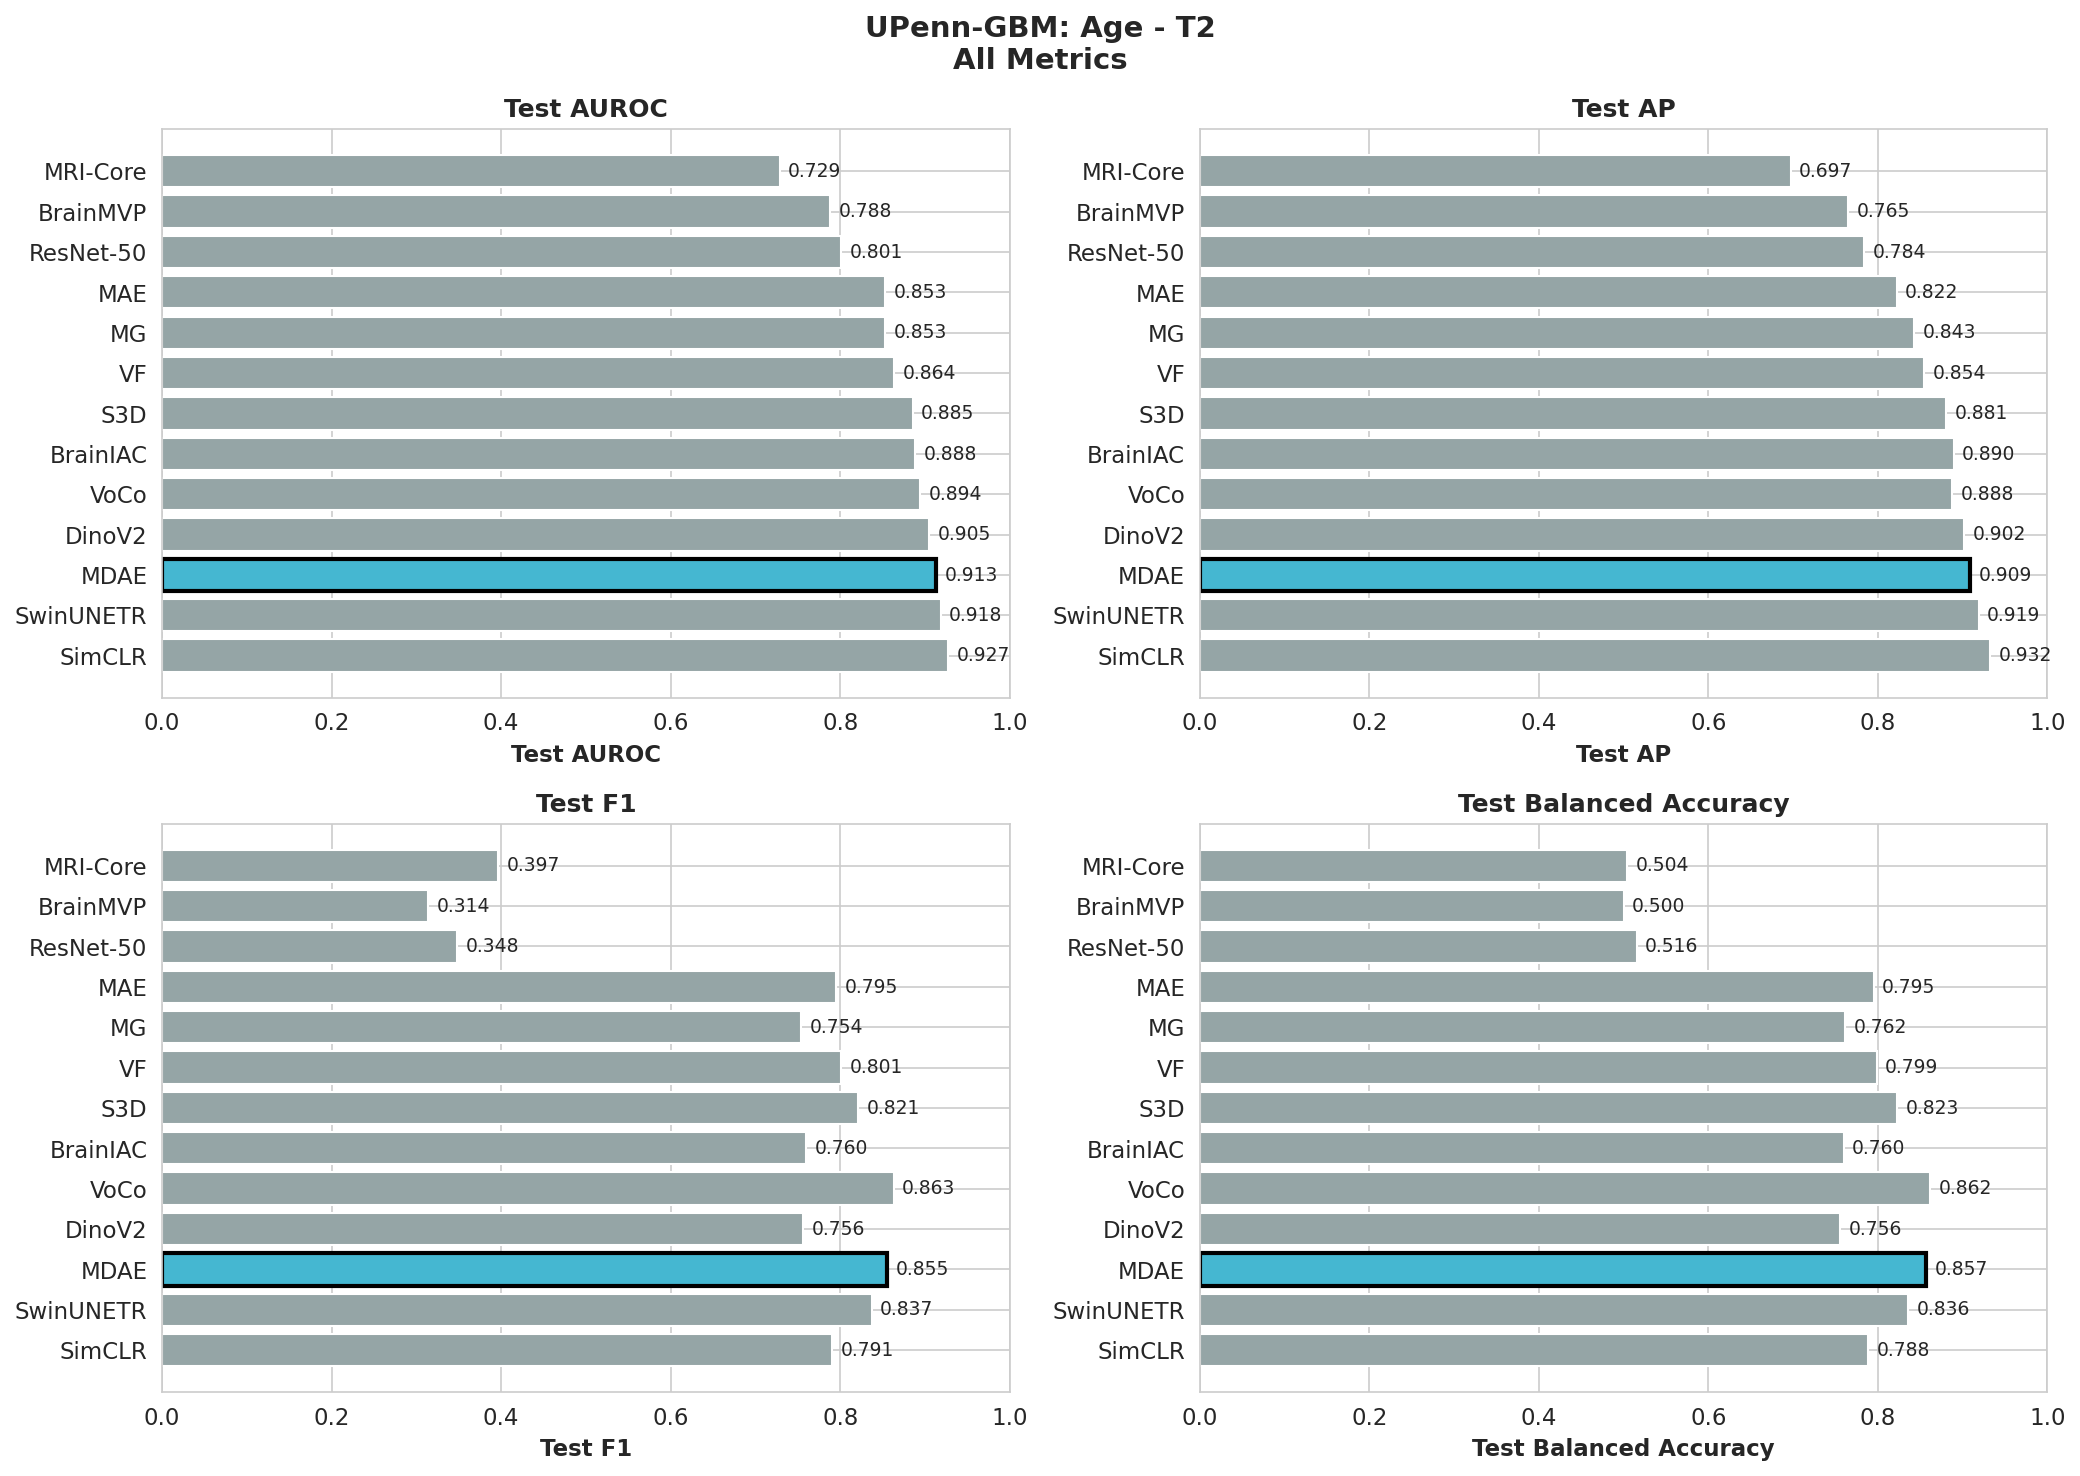 UPenn-GBM: Age - T2
All Metrics
Test AUROC
MRI-Core 0.729
BrainMVP 0.788
ResNet-50 0.801
MAE 0.853
MG 0.853
VF 0.864
S3D 0.885
BrainIAC 0.888
VoCo 0.894
DinoV2 0.905
MDAE 0.913
SwinUNETR 0.918
SimCLR 0.927
0.0 0.2 0.4 0.6 0.8 1.0
Test AUROC
Test AP
MRI-Core 0.697
BrainMVP 0.765
ResNet-50 0.784
MAE 0.822
MG 0.843
VF 0.854
S3D 0.881
BrainIAC 0.890
VoCo 0.888
DinoV2 0.902
MDAE 0.909
SwinUNETR 0.919
SimCLR 0.932
0.0 0.2 0.4 0.6 0.8 1.0
Test AP
Test F1
MRI-Core 0.397
BrainMVP 0.314
ResNet-50 0.348
MAE 0.795
MG 0.754
VF 0.801
S3D 0.821
BrainIAC 0.760
VoCo 0.863
DinoV2 0.756
MDAE 0.855
SwinUNETR 0.837
SimCLR 0.791
0.0 0.2 0.4 0.6 0.8 1.0
Test F1
Test Balanced Accuracy
MRI-Core 0.504
BrainMVP 0.500
ResNet-50 0.516
MAE 0.795
MG 0.762
VF 0.799
S3D 0.823
BrainIAC 0.760
VoCo 0.862
DinoV2 0.756
MDAE 0.857
SwinUNETR 0.836
SimCLR 0.788
0.0 0.2 0.4 0.6 0.8 1.0
Test Balanced Accuracy